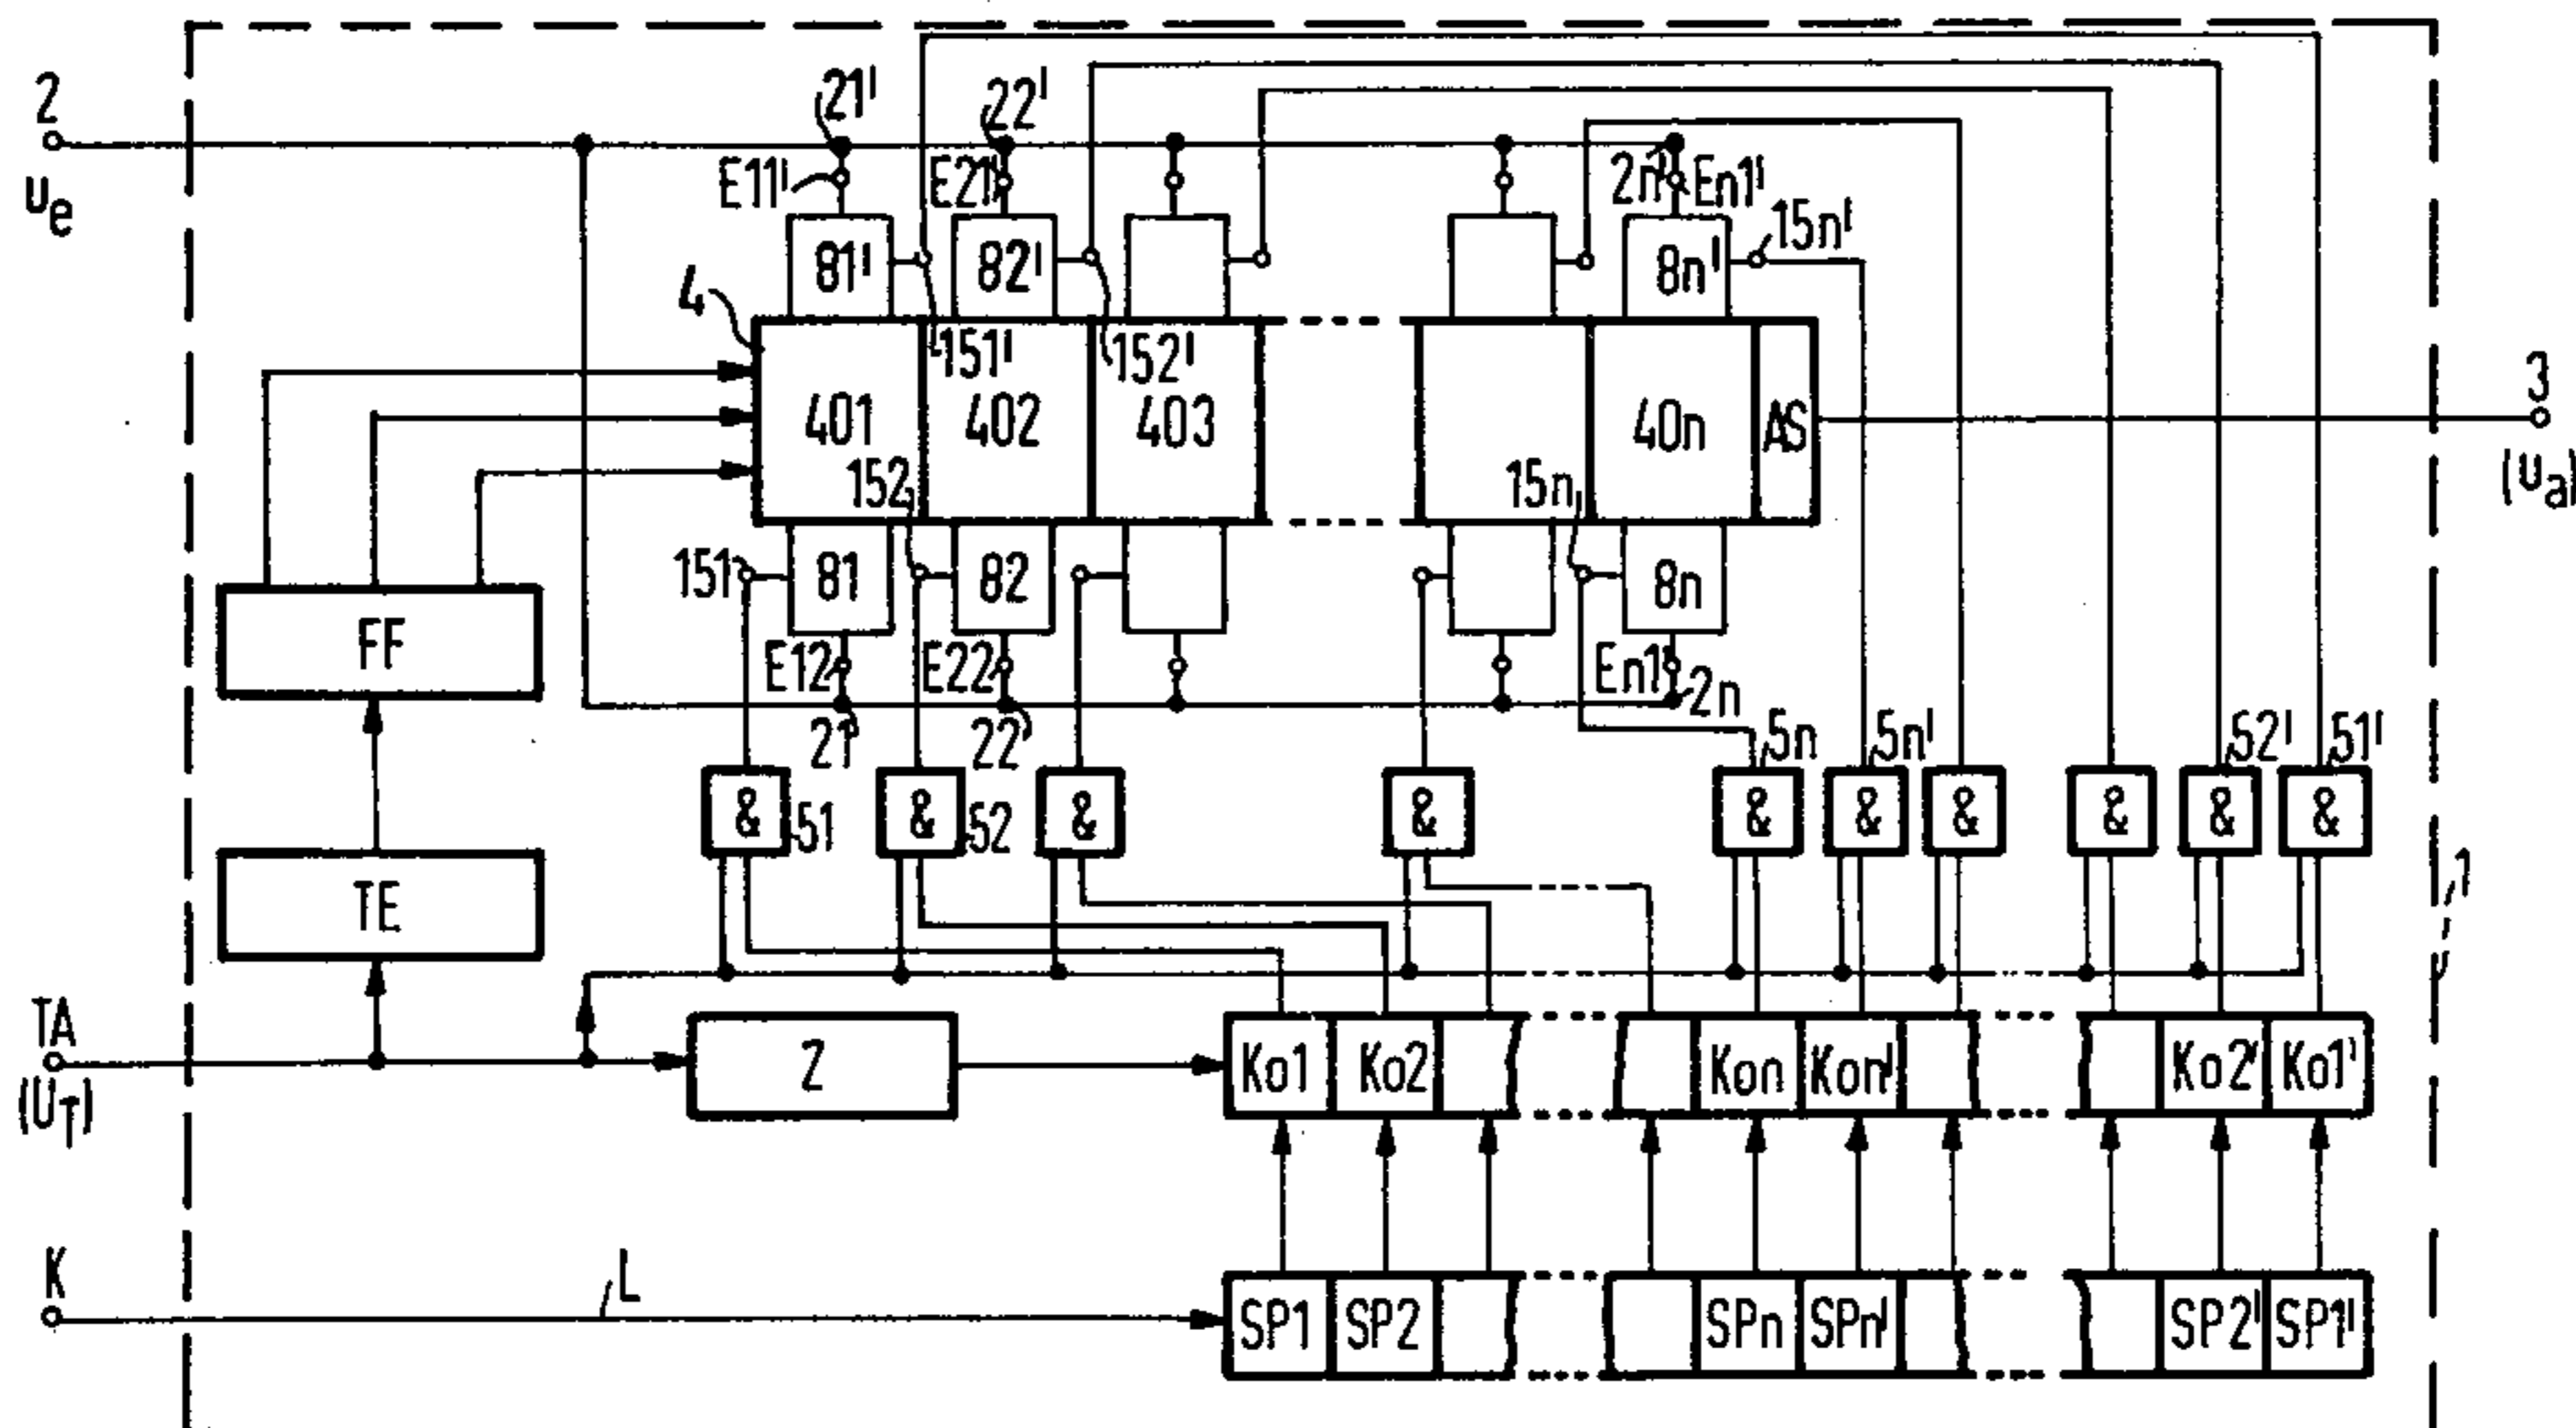 2
u_e
21'
22'
E11'
E21'
2n'
En1'
15n'
81'
82'
8n'
4
151'
152'
401
402
403
40n
AS
3
(u_a)
152
15n
151
81
82
8n
FF
E12
E22
En1'
21
22
2n
& 51
& 52
&
&
& 5n
& 5n'
&
&
& 52'
& 51'
TE
1
TA
(U_T)
Z
Ko1
Ko2
Kon
Kon'
Ko2'
Ko1'
K
L
SP1
SP2
SPn
SPn'
SP2'
SP1'